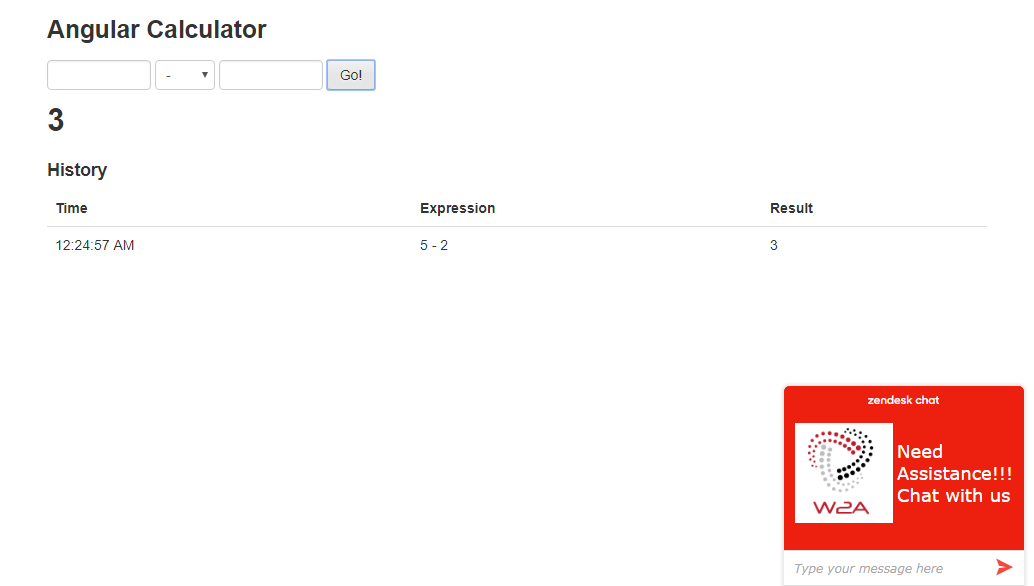 Angular Calculator
- Go!
3
History
Time Expression Result
12:24:57 AM 5 - 2 3
zendesk chat
Need
Assistance!!!
Chat with us
W2A
Type your message here